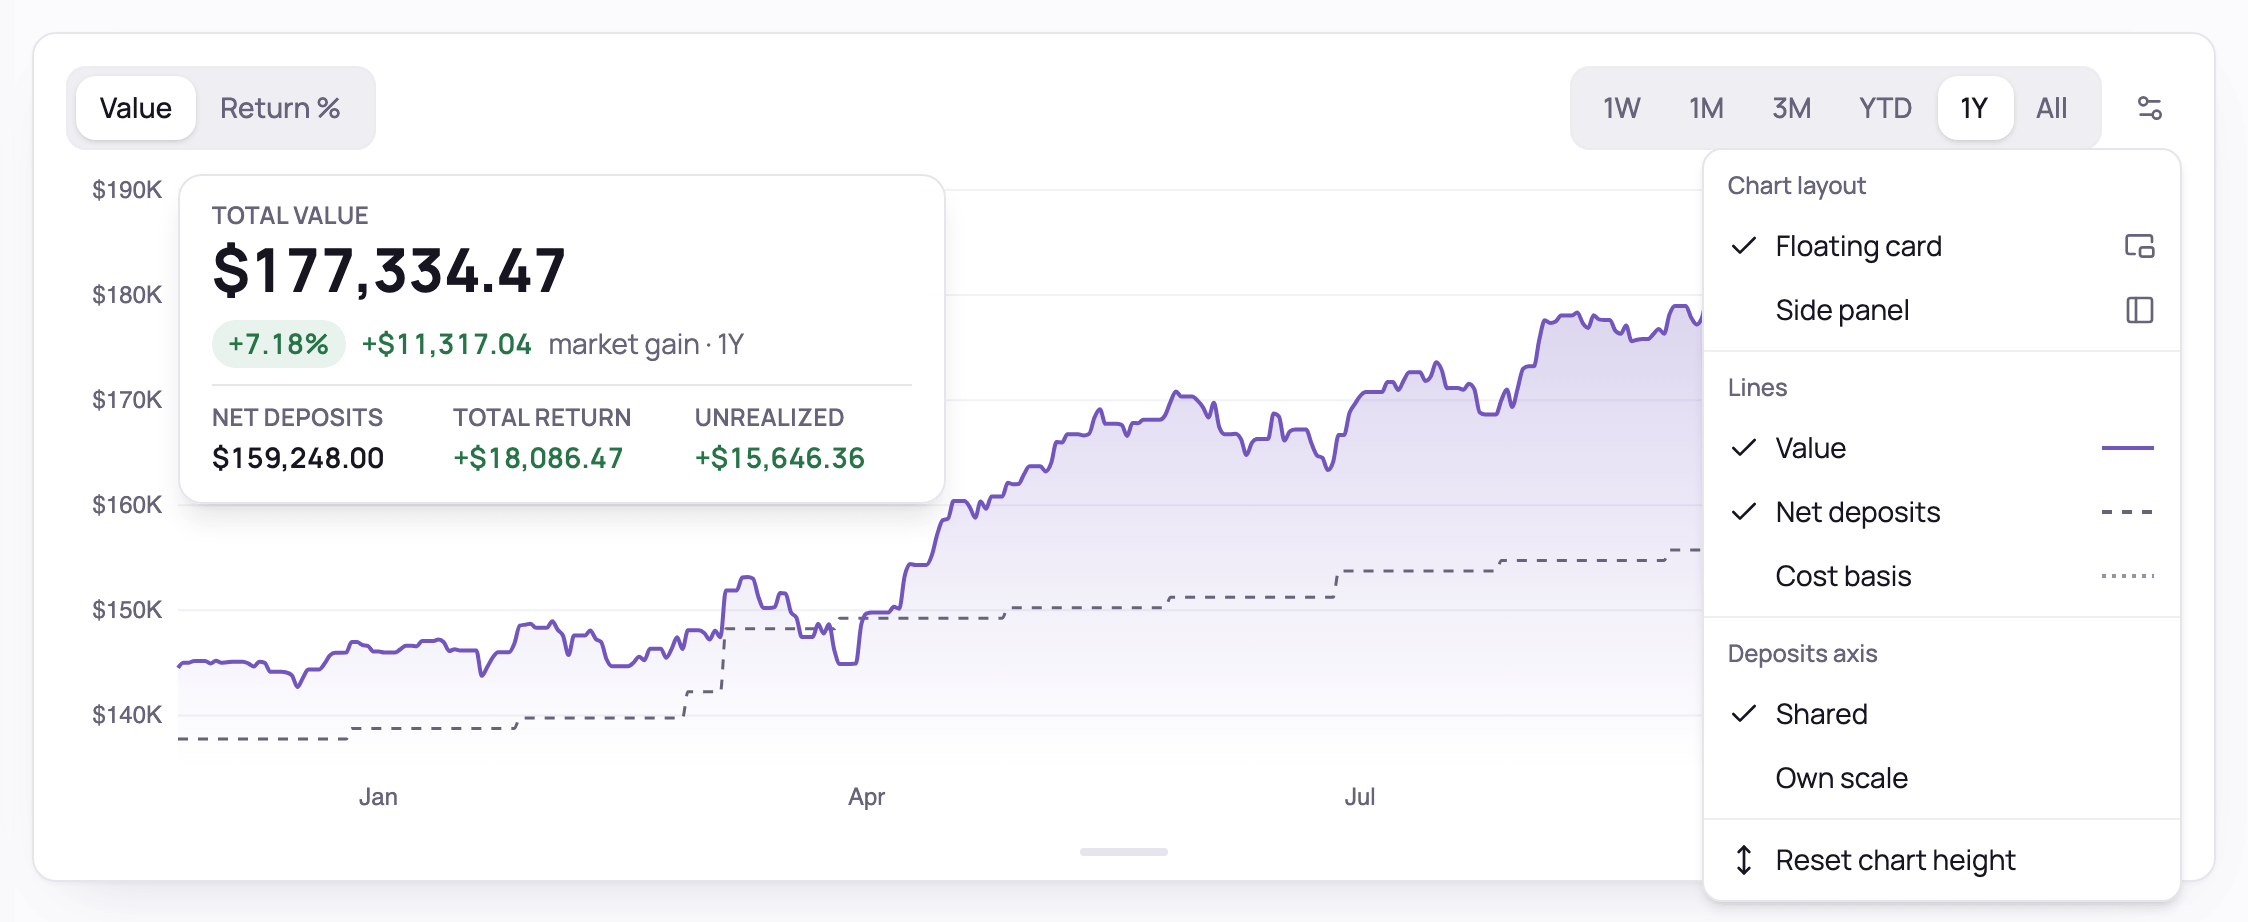 Value Return % 1W 1M 3M YTD 1Y All
$190K
$180K
$170K
$160K
$150K
$140K
TOTAL VALUE
$177,334.47
+7.18% +$11,317.04 market gain · 1Y
NET DEPOSITS TOTAL RETURN UNREALIZED
$159,248.00 +$18,086.47 +$15,646.36
Jan Apr Jul
Chart layout
Floating card
Side panel
Lines
Value
Net deposits
Cost basis
Deposits axis
Shared
Own scale
Reset chart height